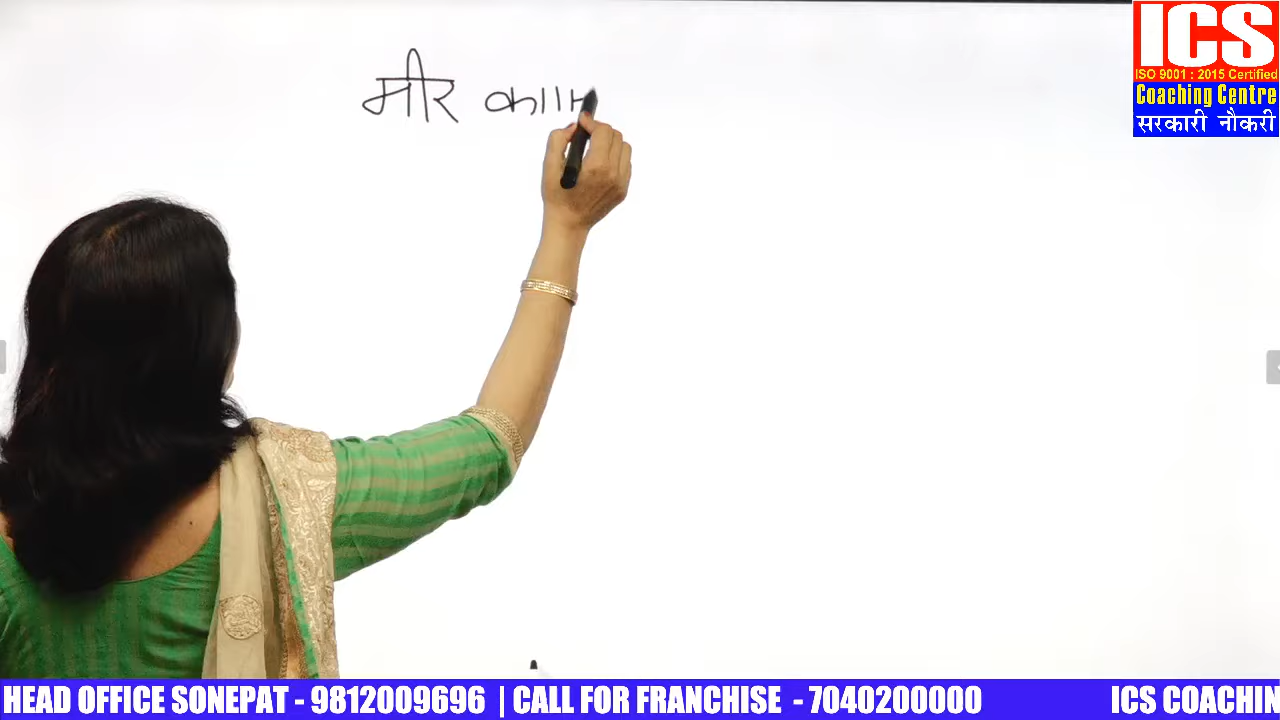 ICS
ISO 9001 : 2015 Certified
Coaching Centre
सरकारी नौकरी
मीर
HEAD OFFICE SONEPAT - 9812009696 | CALL FOR FRANCHISE - 7040200000
ICS COACHIN